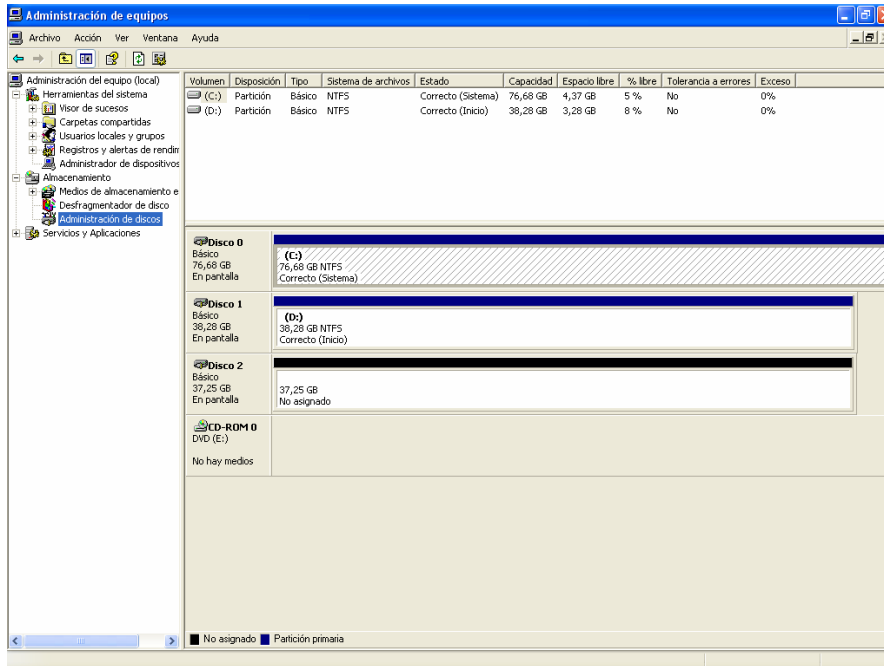 Administración de equipos
Archivo Acción Ver Ventana Ayuda
Administración del equipo (local)
Herramientas del sistema
Visor de sucesos
Carpetas compartidas
Usuarios locales y grupos
Registros y alertas de rendim
Administrador de dispositivos
Almacenamiento
Medios de almacenamiento e
Desfragmentador de disco
Administración de discos
Servicios y Aplicaciones
Volumen Disposición Tipo Sistema de archivos Estado Capacidad Espacio libre % libre Tolerancia a errores Exceso
(C:) Partición Básico NTFS Correcto (Sistema) 76,68 GB 4,37 GB 5 % No 0%
(D:) Partición Básico NTFS Correcto (Inicio) 38,28 GB 3,28 GB 8 % No 0%
Disco 0
Básico
76,68 GB
En pantalla
(C:)
76,68 GB NTFS
Correcto (Sistema)
Disco 1
Básico
38,28 GB
En pantalla
(D:)
38,28 GB NTFS
Correcto (Inicio)
Disco 2
Básico
37,25 GB
En pantalla
37,25 GB
No asignado
CD-ROM 0
DVD (E:)
No hay medios
No asignado Partición primaria